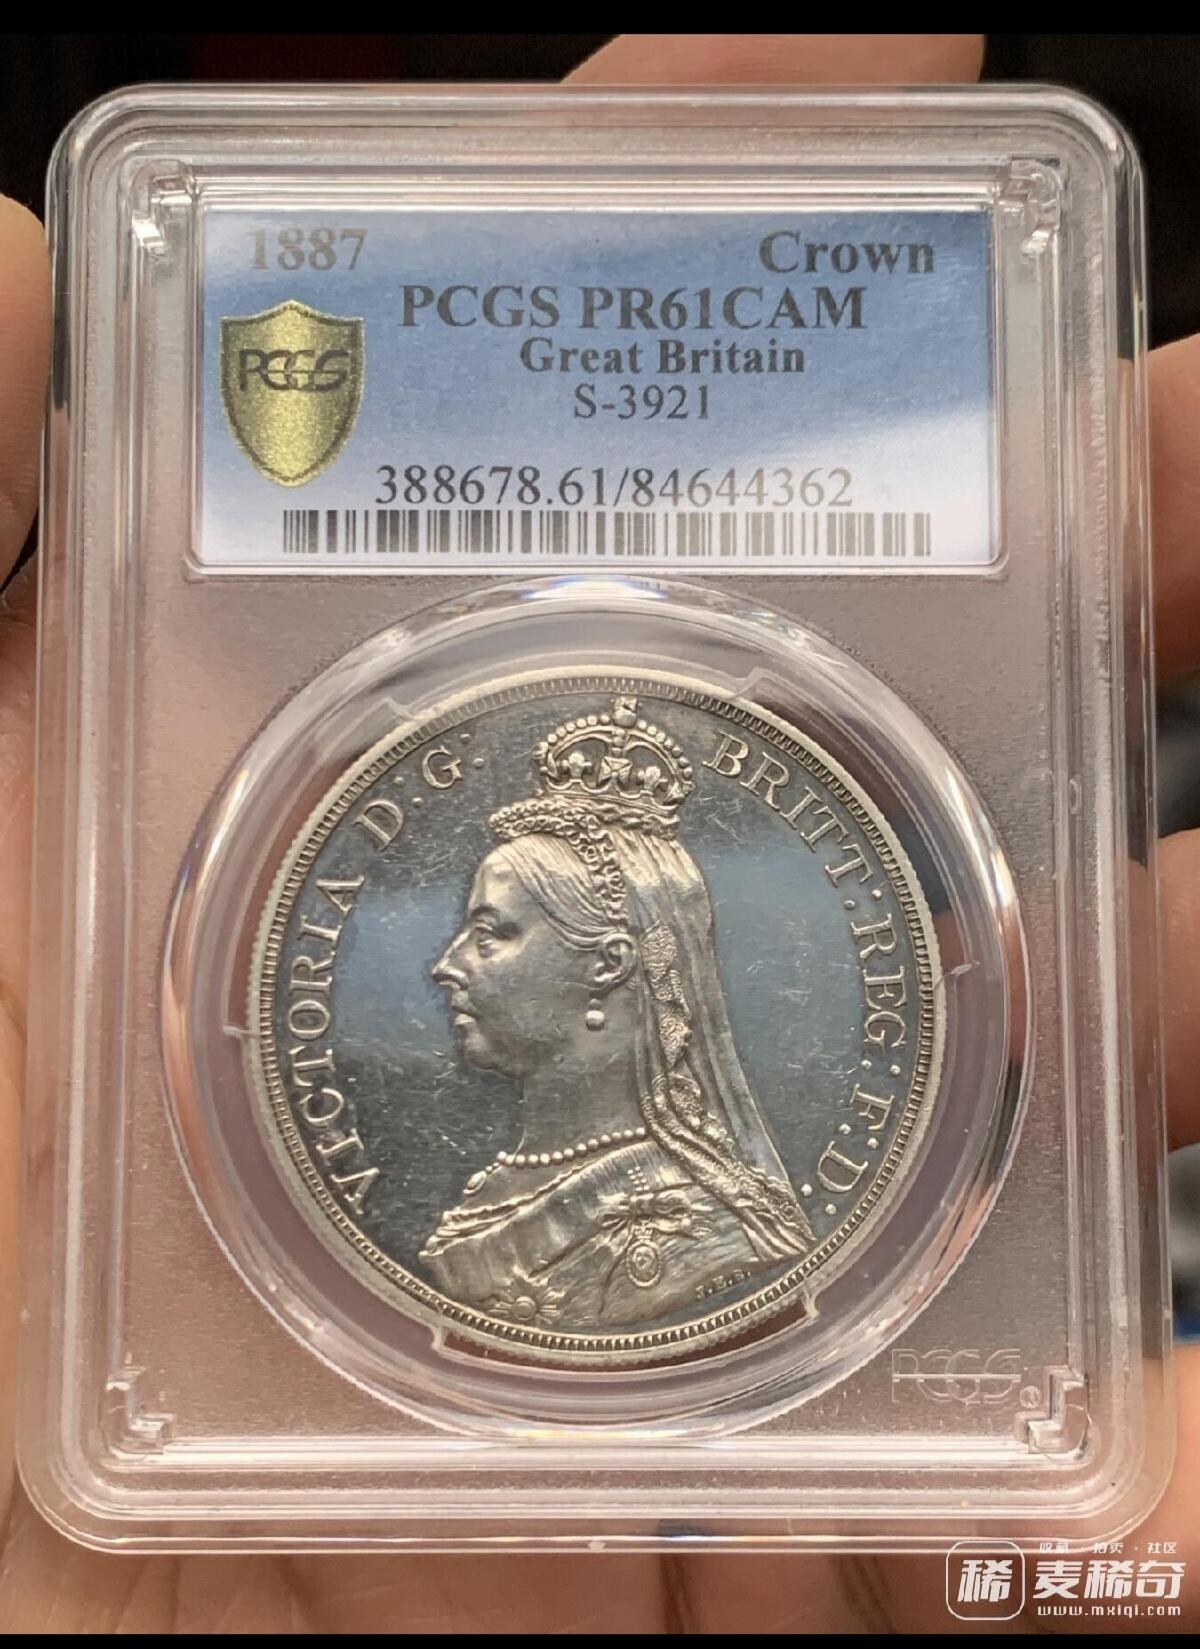 1887 Crown
PCGS PR61CAM
Great Britain
S-3921
388678.61/84644362
PCGS
VICTORIA D·G: BRITT:REG:F:D:
J.E.B.
PCGS
收藏·拍卖·社区
稀 麦稀奇
www.mxiqi.com